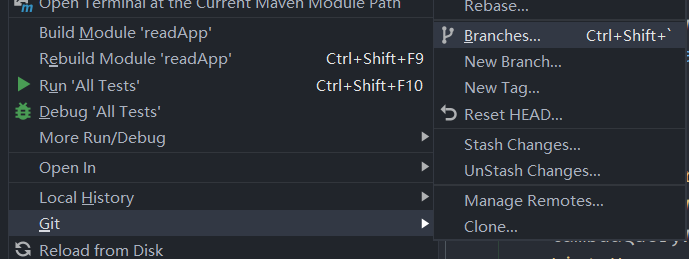 Open Terminal at the Current Maven Module Path
Build Module 'readApp'
Rebuild Module 'readApp' Ctrl+Shift+F9
Run 'All Tests' Ctrl+Shift+F10
Debug 'All Tests'
More Run/Debug
Open In
Local History
Git
Reload from Disk
Rebase...
Branches... Ctrl+Shift+`
New Branch...
New Tag...
Reset HEAD...
Stash Changes...
UnStash Changes...
Manage Remotes...
Clone...